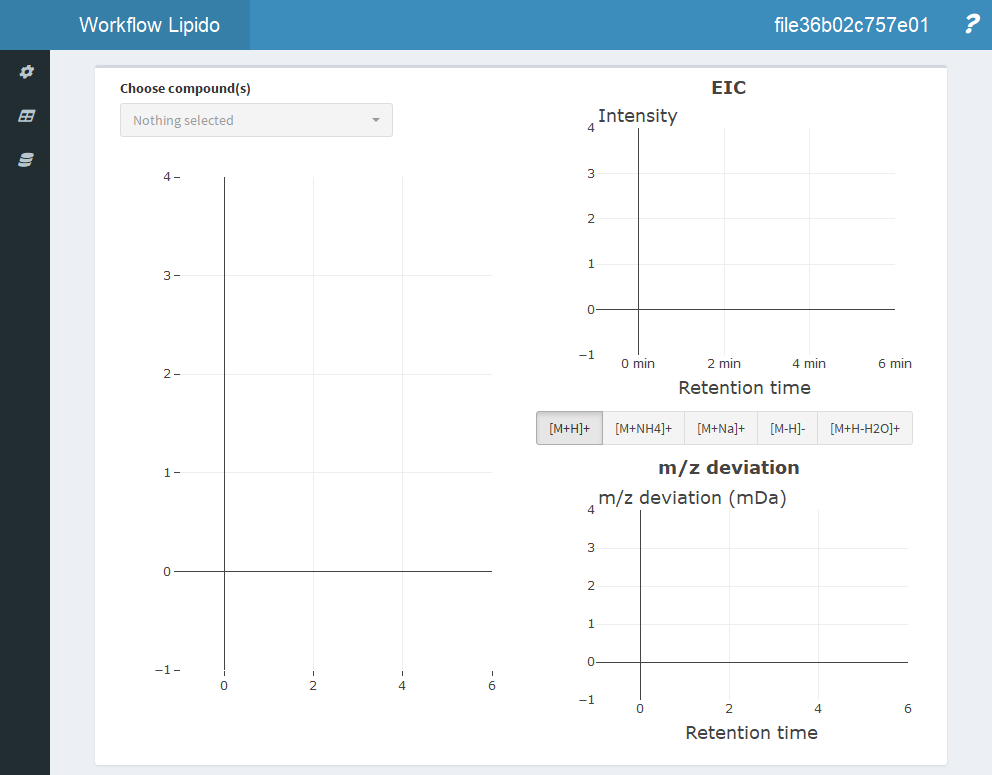 Workflow Lipido
file36b02c757e01
?
Choose compound(s)
Nothing selected
4
3
2
1
0
−1
0 2 4 6
EIC
Intensity
4
3
2
1
0
−1
0 min 2 min 4 min 6 min
Retention time
[M+H]+ [M+NH4]+ [M+Na]+ [M-H]- [M+H-H2O]+
m/z deviation
m/z deviation (mDa)
4
3
2
1
0
−1
0 2 4 6
Retention time